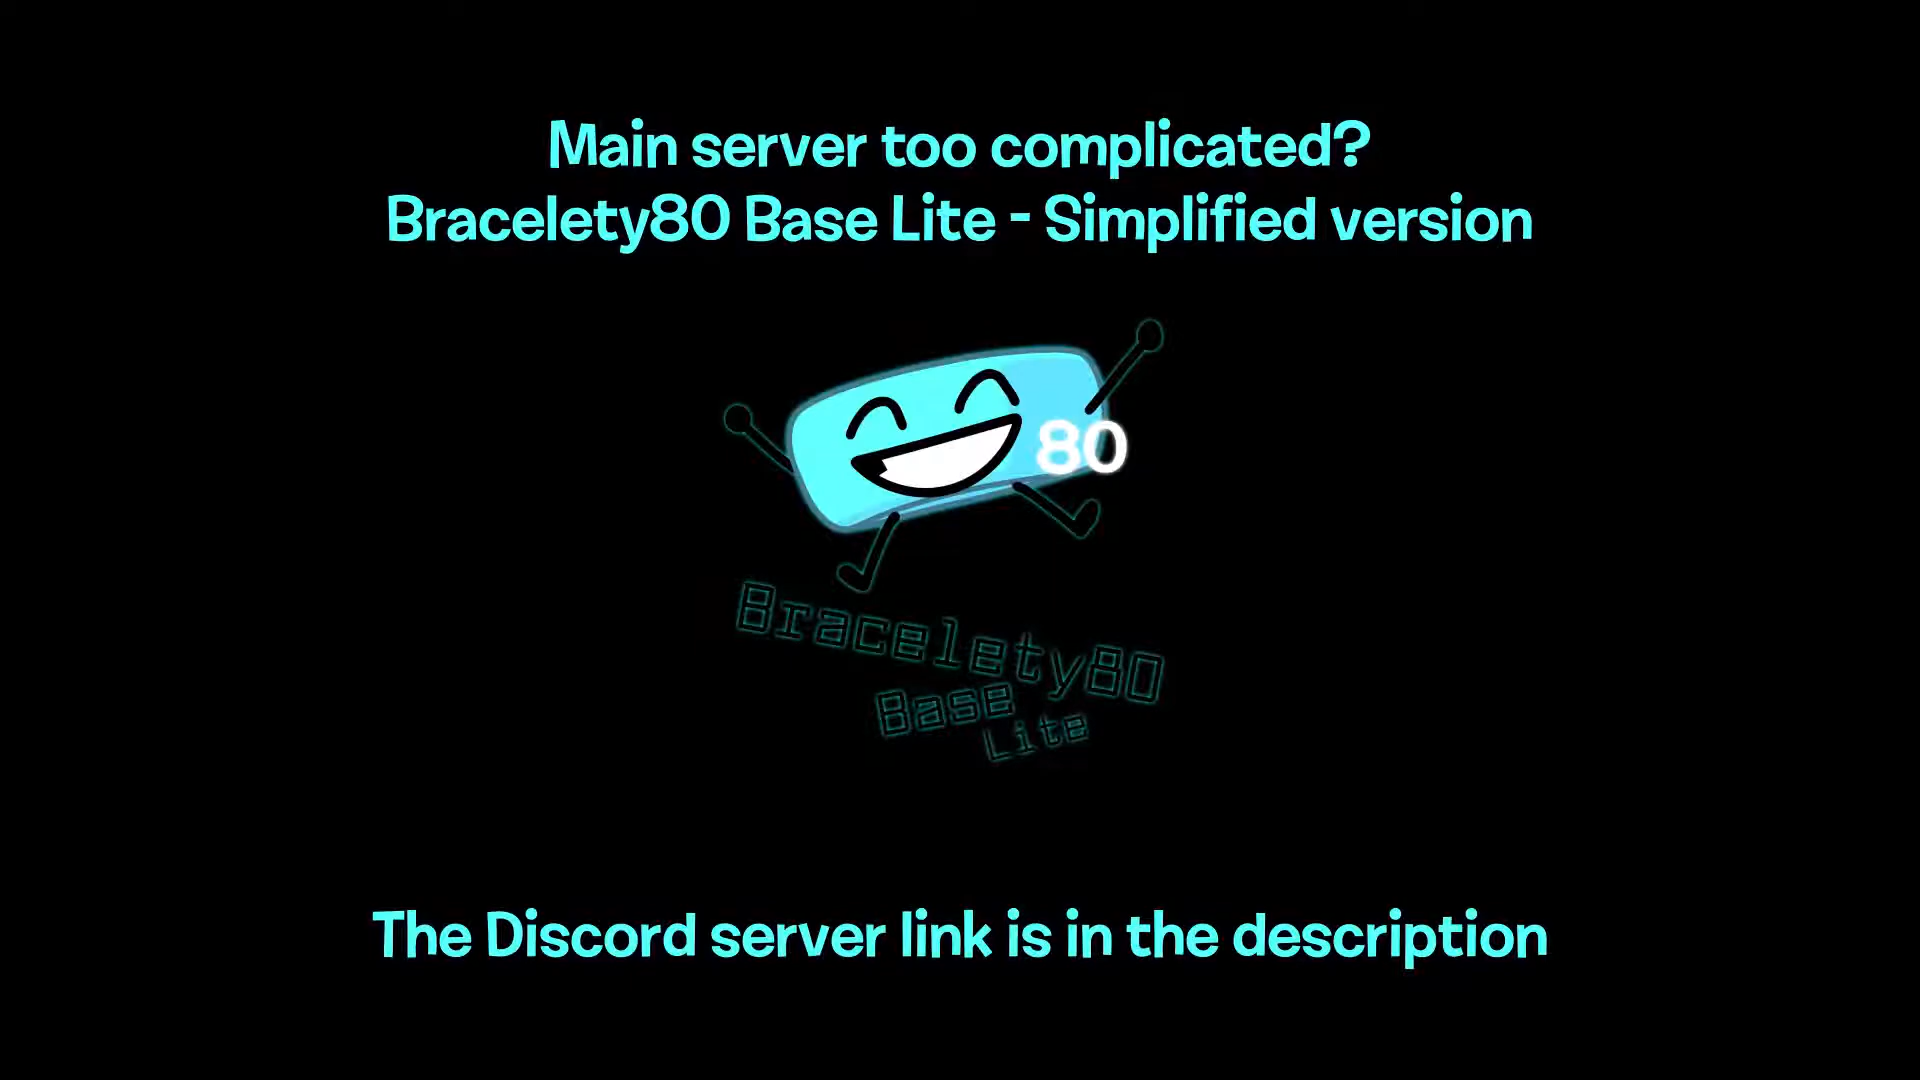 Main server too complicated?
Bracelety80 Base Lite - Simplified version
80
Bracelety80
Base
Lite
The Discord server link is in the description